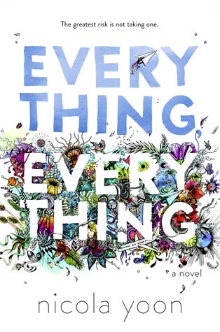 The greatest risk is not taking one.
EVERY
THING,
EVERY
THING
a novel
nicola yoon